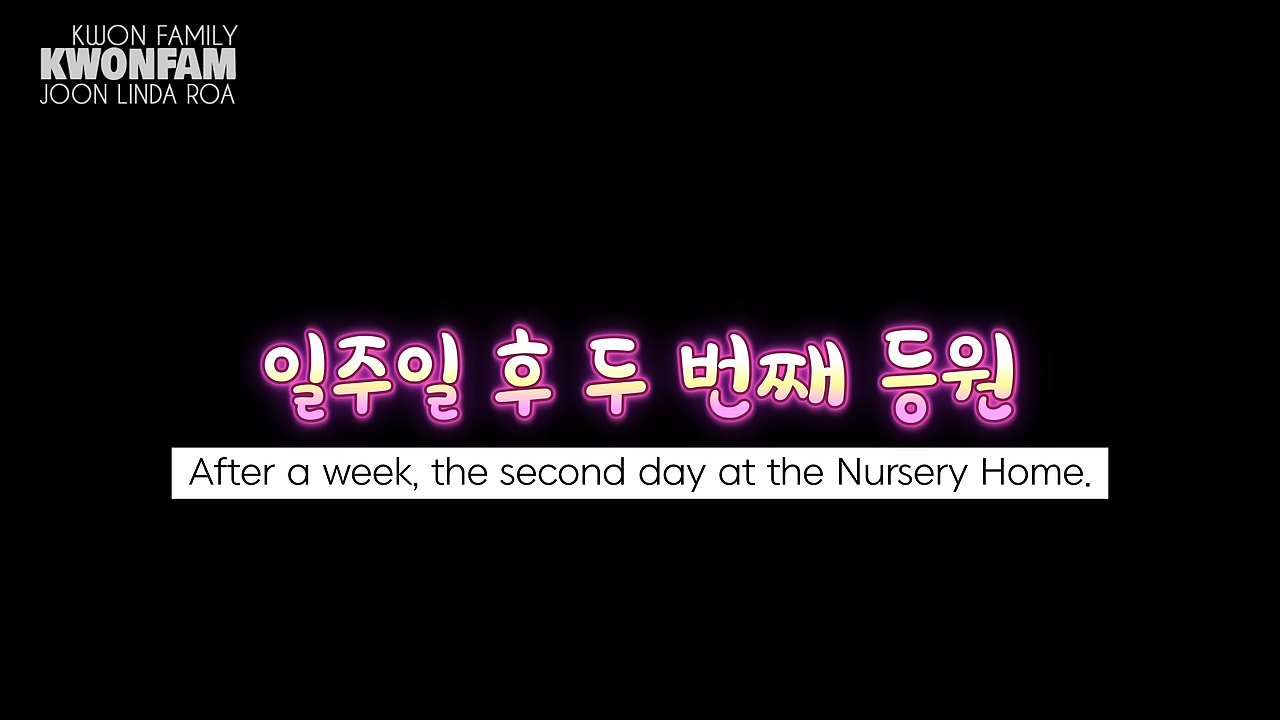 KWON FAMILY
KWONFAM
JOON LINDA ROA
일주일 후 두 번째 등원
After a week, the second day at the Nursery Home.